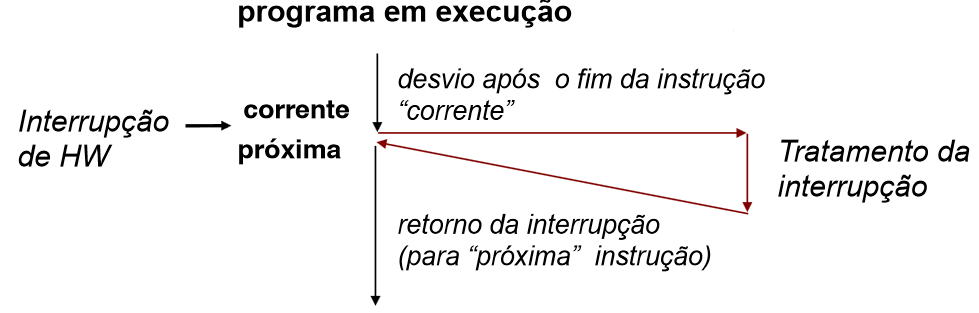 programa em execução
desvio após o fim da instrução
“corrente”
Interrupção
de HW
corrente
próxima
Tratamento da
interrupção
retorno da interrupção
(para “próxima” instrução)